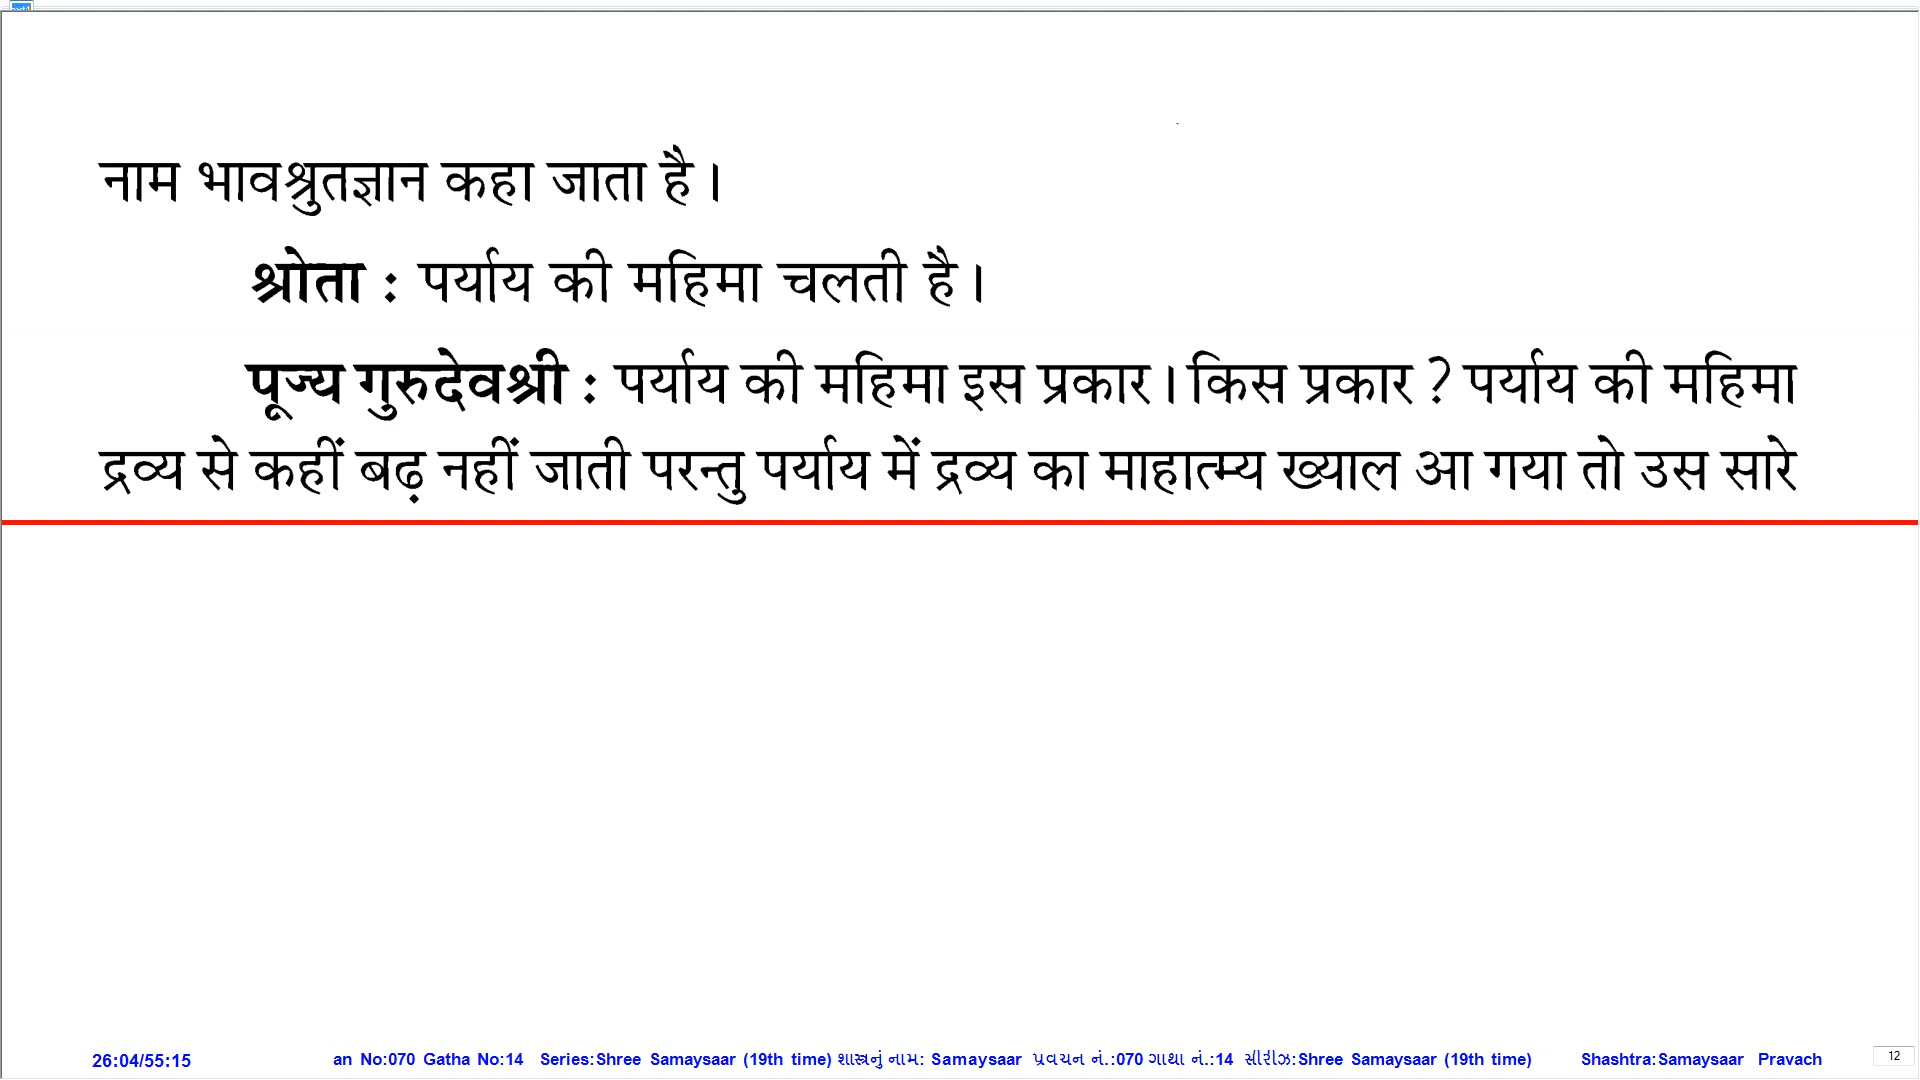 नाम भावश्रुतज्ञान कहा जाता है।
श्रोता : पर्याय की महिमा चलती है।
पूज्य गुरुदेवश्री : पर्याय की महिमा इस प्रकार। किस प्रकार ? पर्याय की महिमा
द्रव्य से कहीं बढ़ नहीं जाती परन्तु पर्याय में द्रव्य का माहात्म्य ख्याल आ गया तो उस सारे
26:04/55:15 an No:070 Gatha No:14 Series:Shree Samaysaar (19th time) શાસ્ત્રનું નામ: Samaysaar પ્રવચન નં.:070 ગાથા નં.:14 સીરીઝ:Shree Samaysaar (19th time) Shashtra:Samaysaar Pravach 12